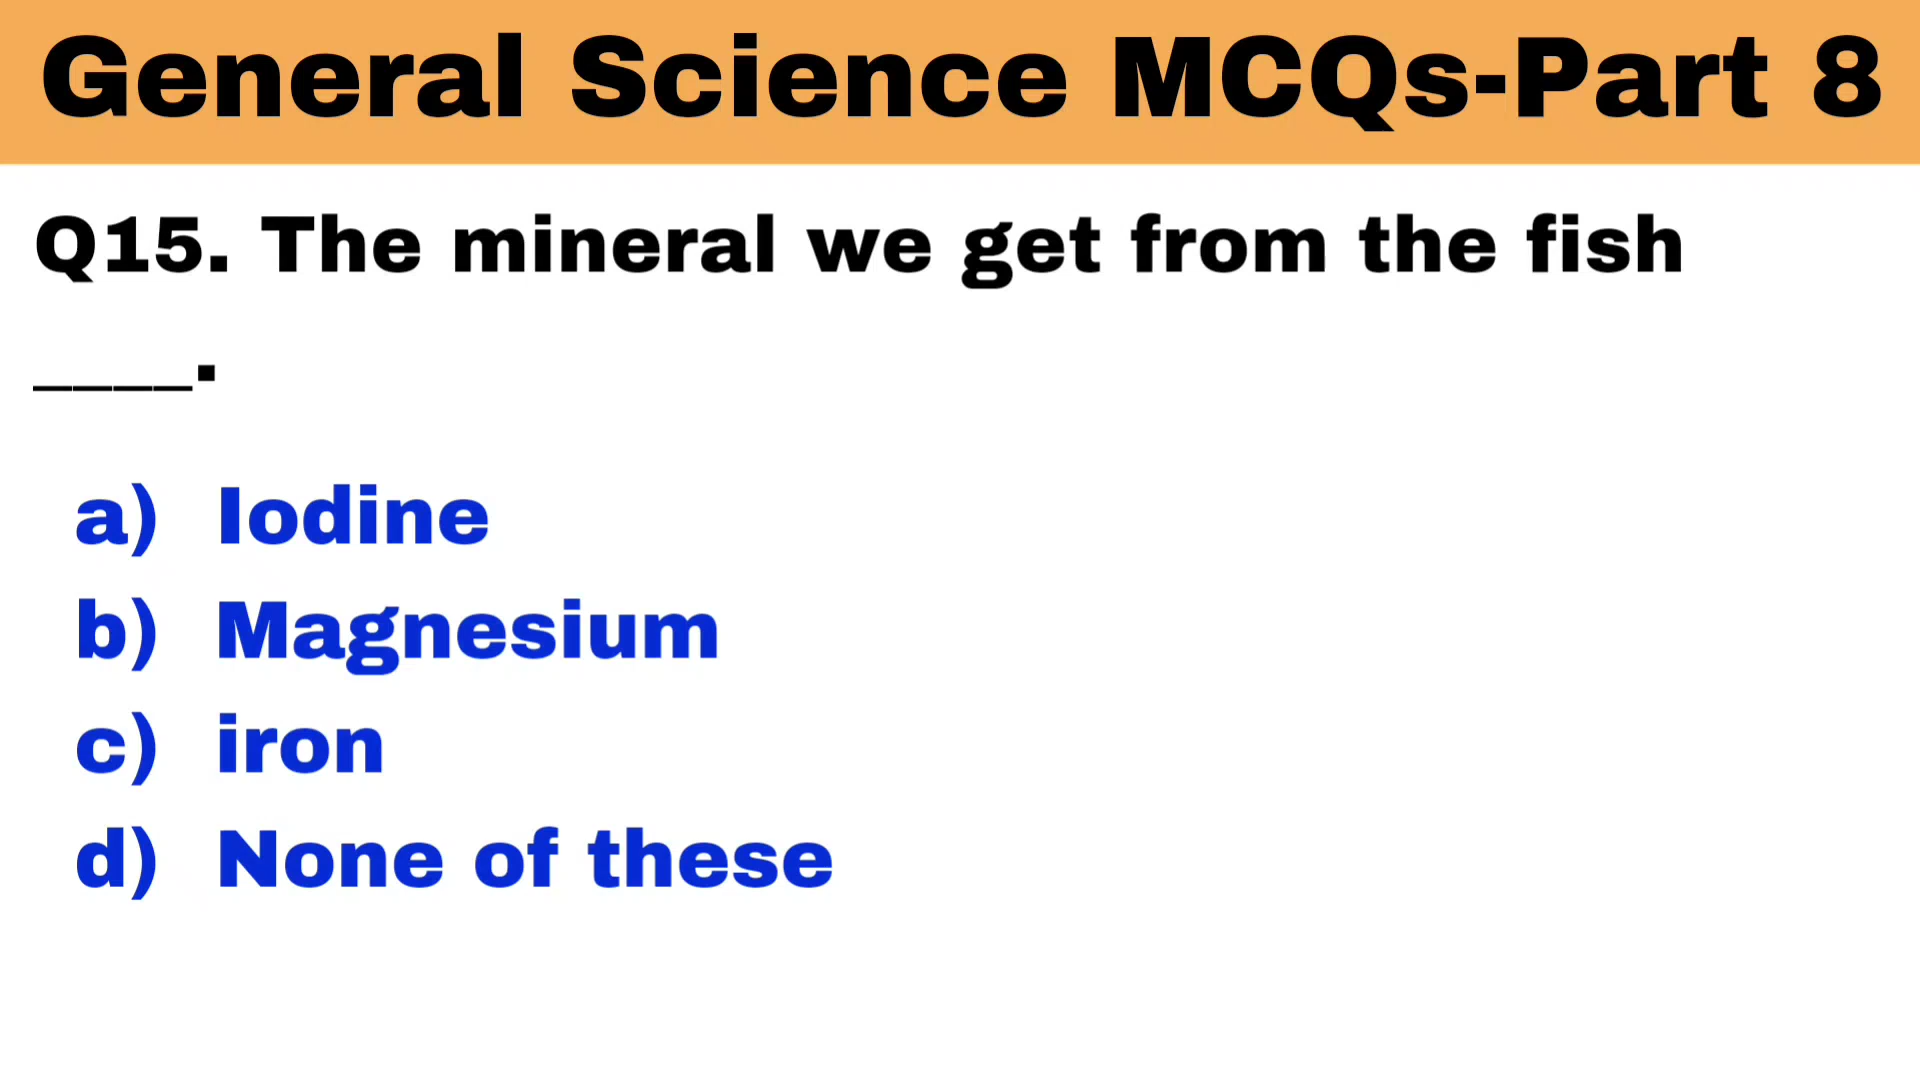 General Science MCQs-Part 8
Q15. The mineral we get from the fish
____.
a) Iodine
b) Magnesium
c) iron
d) None of these